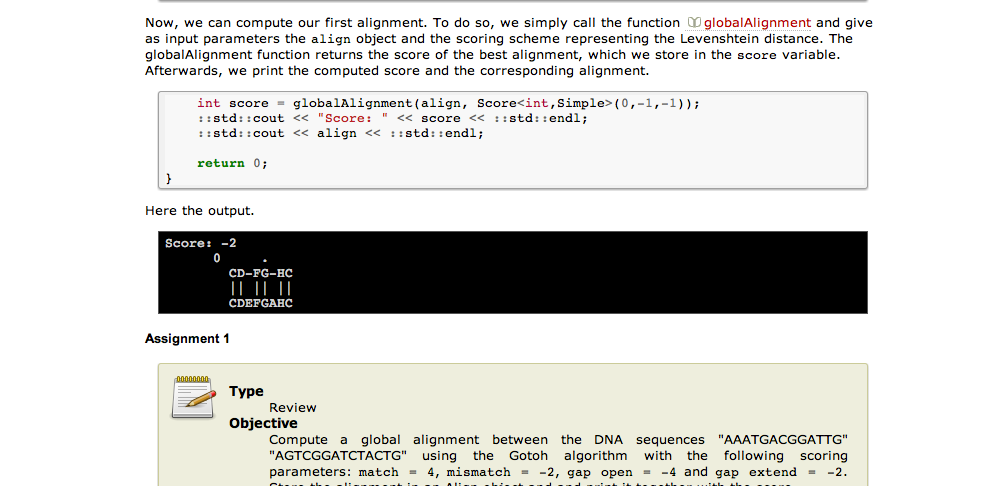 Now, we can compute our first alignment. To do so, we simply call the function globalAlignment and give
as input parameters the align object and the scoring scheme representing the Levenshtein distance. The
globalAlignment function returns the score of the best alignment, which we store in the score variable.
Afterwards, we print the computed score and the corresponding alignment.
int score = globalAlignment(align, Score<int,Simple>(0,-1,-1));
::std::cout << "Score: " << score << ::std::endl;
::std::cout << align << ::std::endl;
return 0;
}
Here the output.
Score: -2
0 .
CD-FG-HC
|| || ||
CDEFGAHC
Assignment 1
Type
Review
Objective
Compute a global alignment between the DNA sequences "AAATGACGGATTG"
"AGTCGGATCTACTG" using the Gotoh algorithm with the following scoring
parameters: match = 4, mismatch = -2, gap open = -4 and gap extend = -2.